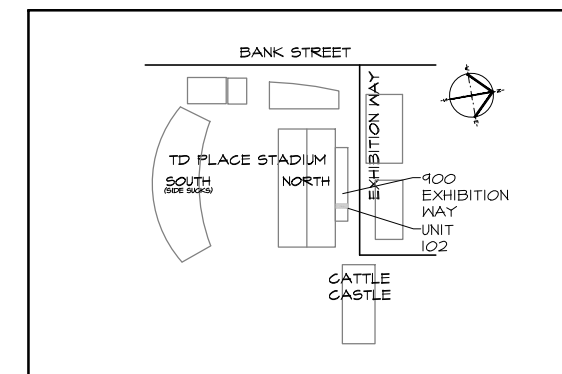 BANK STREET
EXHIBITION WAY
TD PLACE STADIUM
SOUTH
(SIDE SUCKS)
NORTH
900
EXHIBITION
WAY
UNIT
102
CATTLE
CASTLE